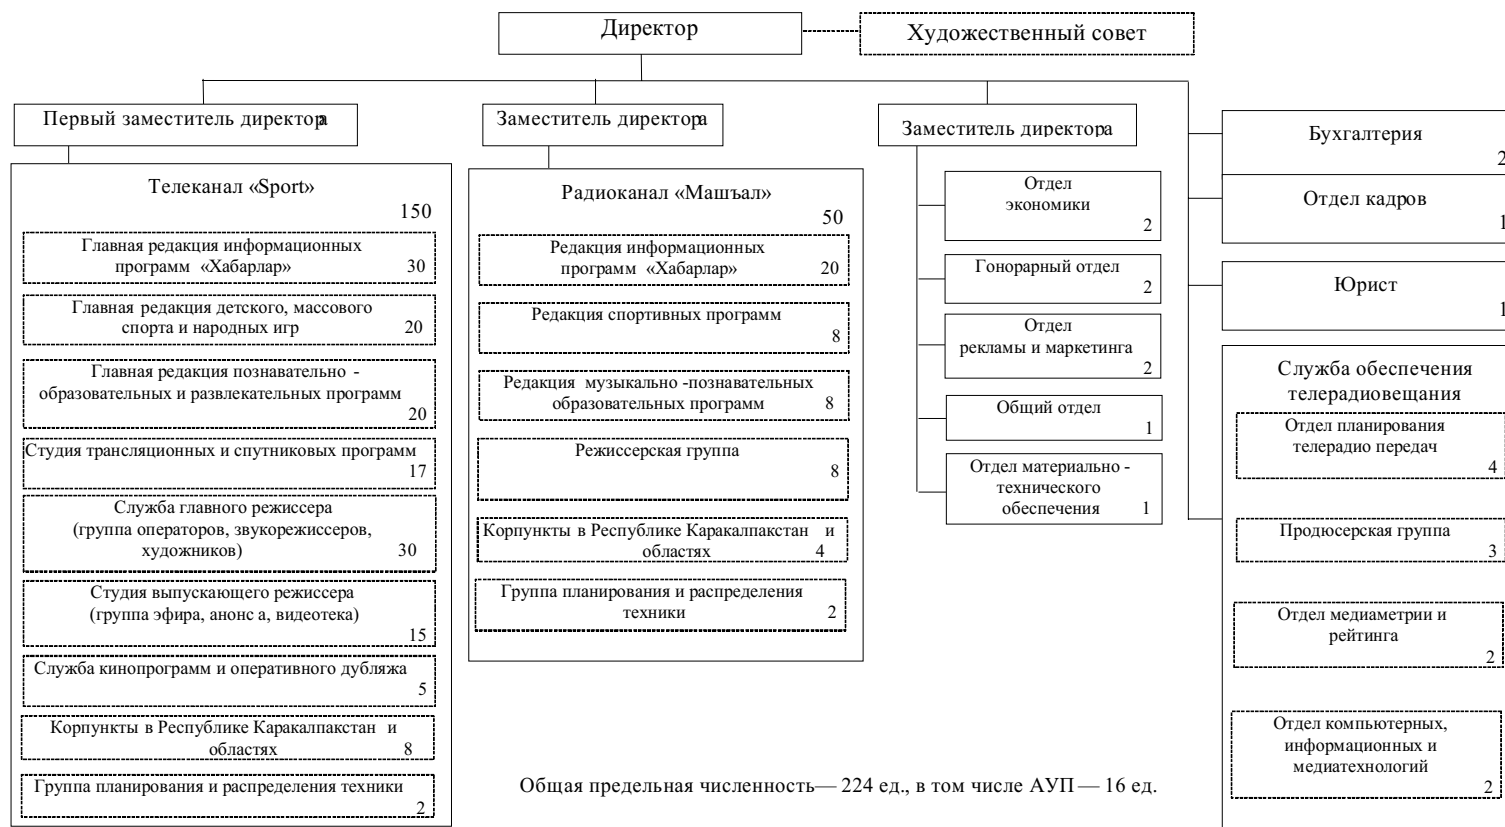 Директор
Художественный совет
Первый заместитель директора
Заместитель директора
Заместитель директора
Телеканал «Sport»
150
Главная редакция информационных
программ «Хабарлар»
30
Главная редакция детского, массового
спорта и народных игр
20
Главная редакция познавательно -
образовательных и развлекательных программ
20
Студия трансляционных и спутниковых программ
17
Служба главного режиссера
(группа операторов, звукорежиссеров,
художников)
30
Студия выпускающего режиссера
(группа эфира, анонс а, видеотека)
15
Служба кинопрограмм и оперативного дубляжа
5
Корпункты в Республике Каракалпакстан и
областях
8
Группа планирования и распределения техники
2
Радиоканал «Машъал»
50
Редакция информационных
программ «Хабарлар»
20
Редакция спортивных программ
8
Редакция музыкально -познавательных
образовательных программ
8
Режиссерская группа
8
Корпункты в Республике Каракалпакстан и
областях
4
Группа планирования и распределения
техники
2
Отдел
экономики
2
Гонорарный отдел
2
Отдел
рекламы и маркетинга
2
Общий отдел
1
Отдел материально -
технического
обеспечения
1
Бухгалтерия
2
Отдел кадров
1
Юрист
1
Служба обеспечения
телерадиовещания
Отдел планирования
телерадио передач
4
Продюсерская группа
3
Отдел медиаметрии и
рейтинга
2
Отдел компьютерных,
информационных и
медиатехнологий
2
Общая предельная численность— 224 ед., в том числе АУП — 16 ед.